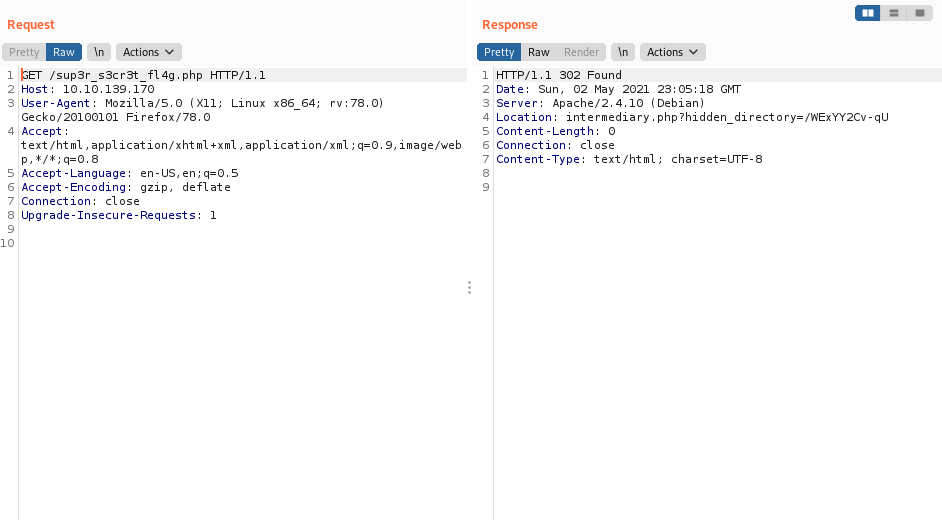 Request
Pretty Raw \n Actions
1 GET /sup3r_s3cr3t_fl4g.php HTTP/1.1
2 Host: 10.10.139.170
3 User-Agent: Mozilla/5.0 (X11; Linux x86_64; rv:78.0)
Gecko/20100101 Firefox/78.0
4 Accept:
text/html,application/xhtml+xml,application/xml;q=0.9,image/web
p,*/*;q=0.8
5 Accept-Language: en-US,en;q=0.5
6 Accept-Encoding: gzip, deflate
7 Connection: close
8 Upgrade-Insecure-Requests: 1
9
10
Response
Pretty Raw Render \n Actions
1 HTTP/1.1 302 Found
2 Date: Sun, 02 May 2021 23:05:18 GMT
3 Server: Apache/2.4.10 (Debian)
4 Location: intermediary.php?hidden_directory=/WExYY2Cv-qU
5 Content-Length: 0
6 Connection: close
7 Content-Type: text/html; charset=UTF-8
8
9